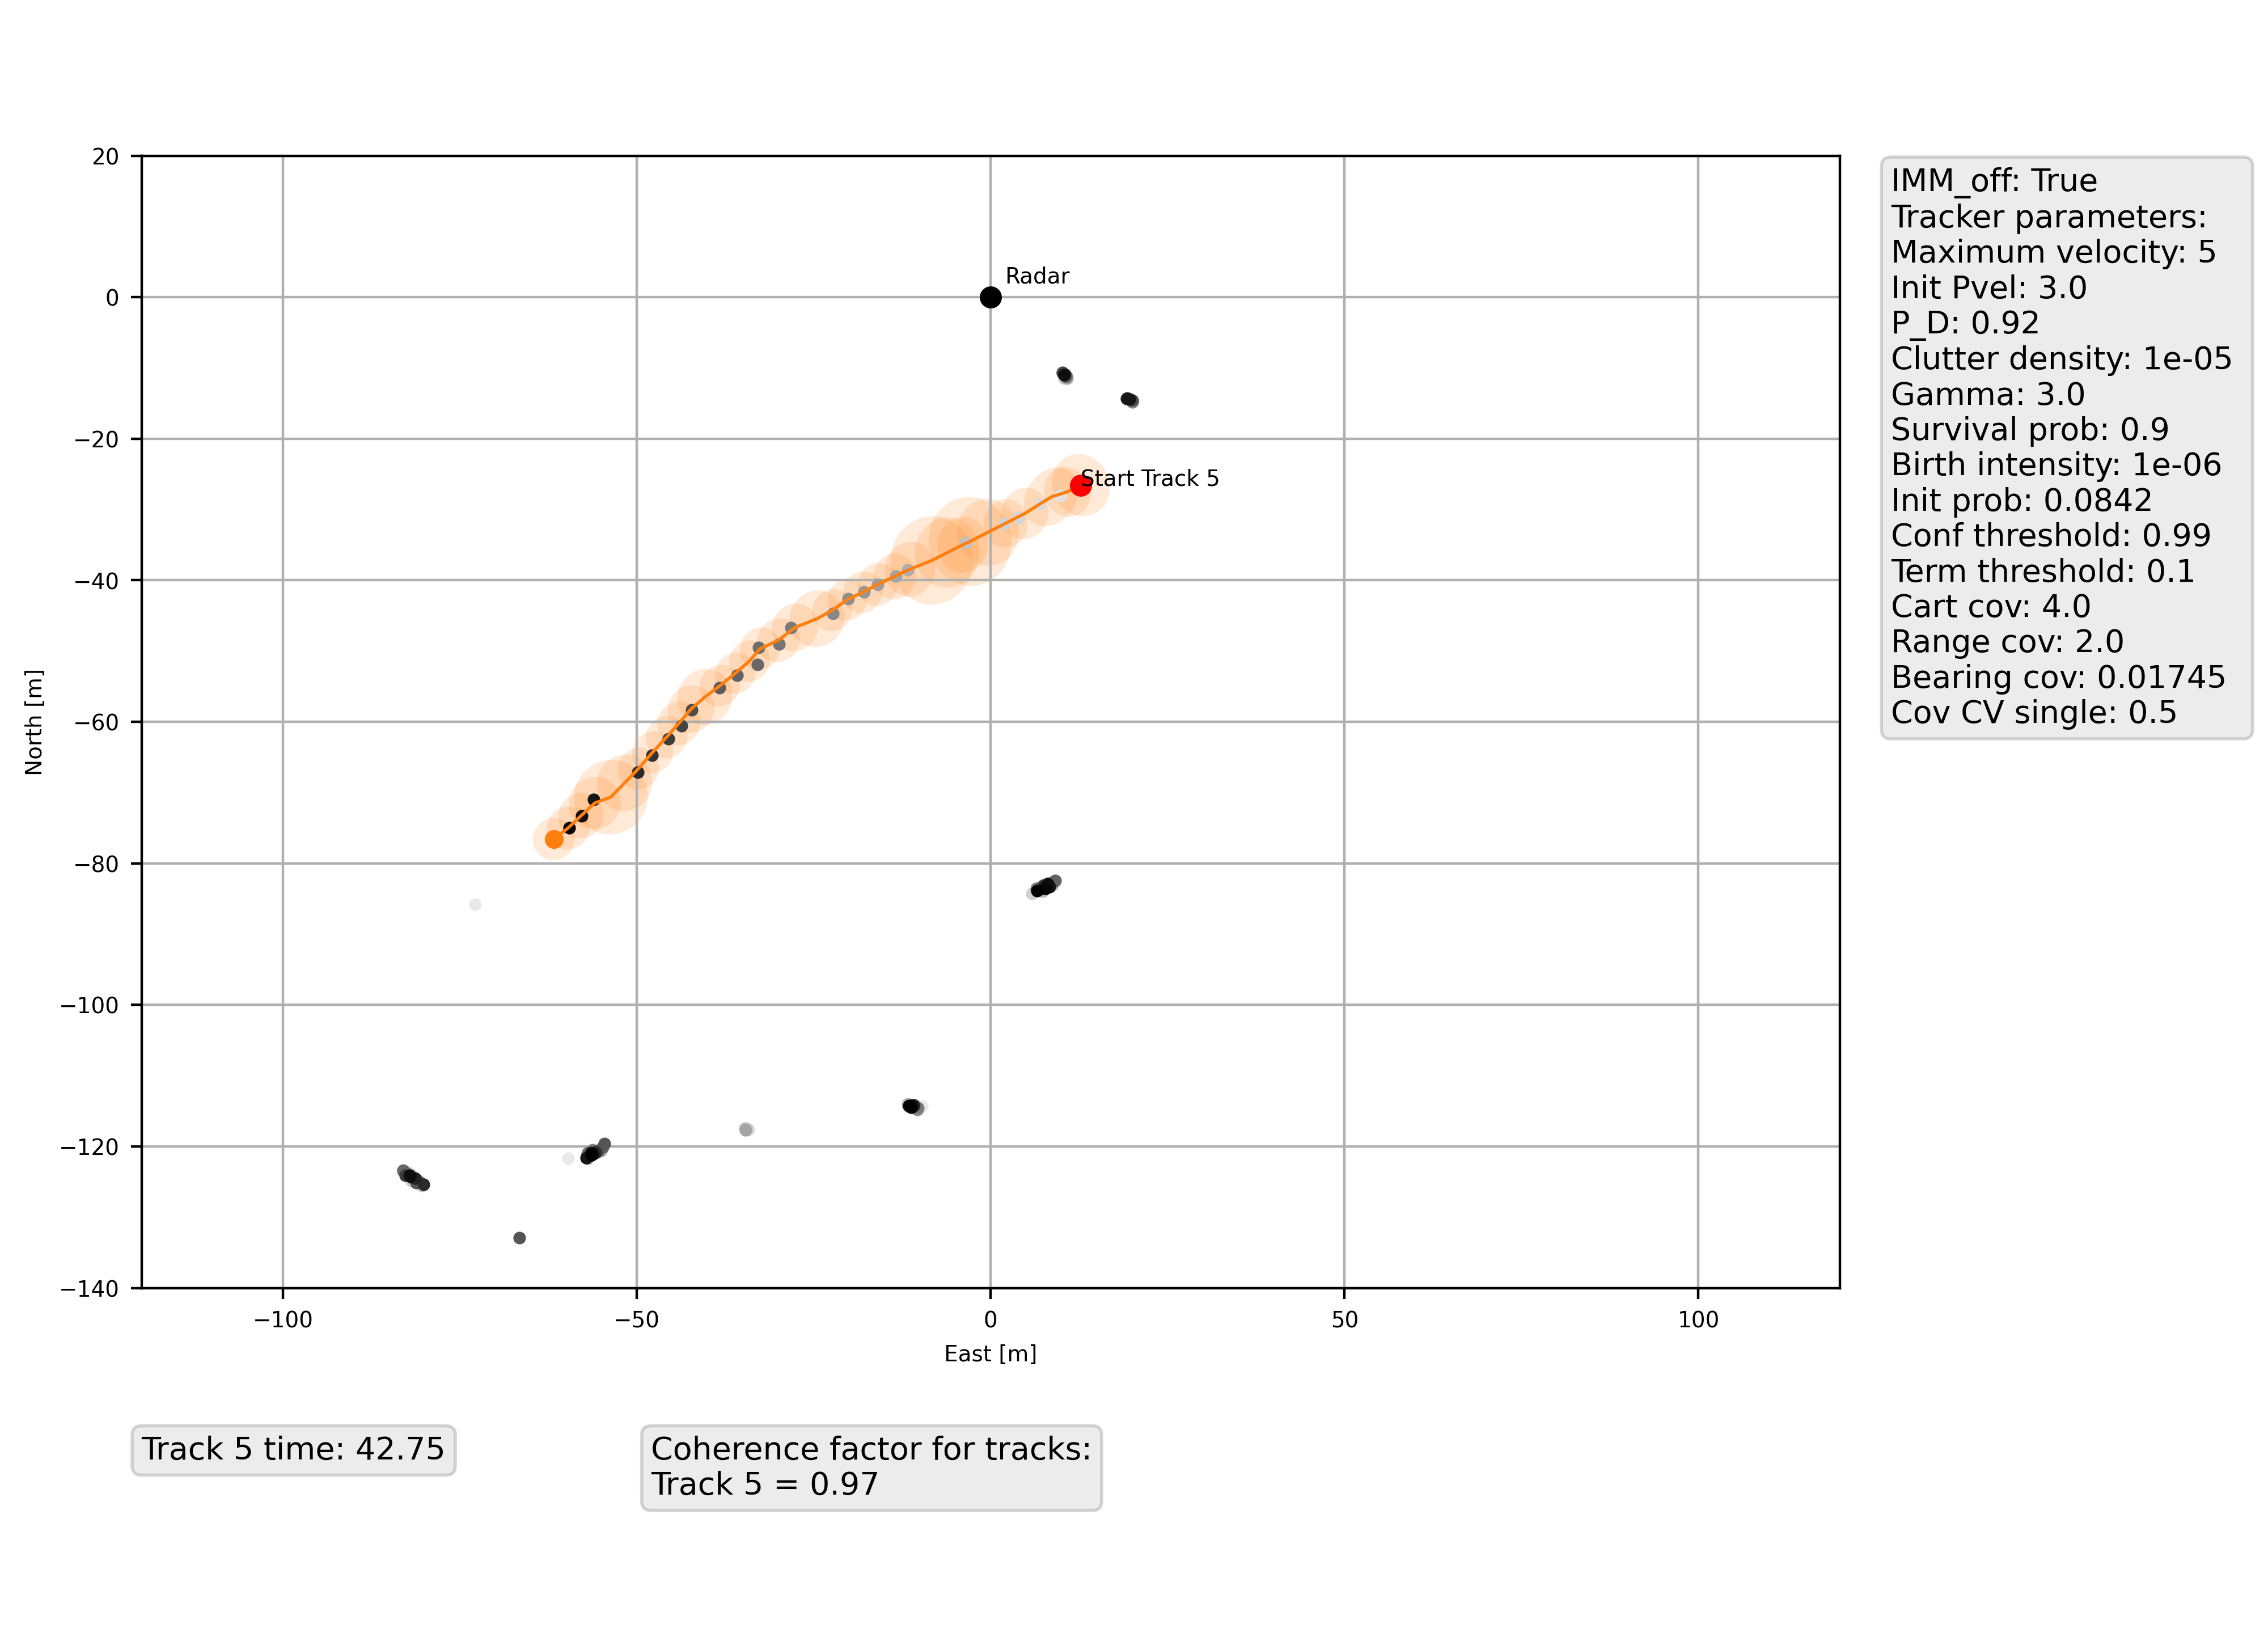 20
0
−20
−40
−60
−80
−100
−120
−140
North [m]
Radar
Start Track 5
−100
−50
0
50
100
East [m]
IMM_off: True
Tracker parameters:
Maximum velocity: 5
Init Pvel: 3.0
P_D: 0.92
Clutter density: 1e-05
Gamma: 3.0
Survival prob: 0.9
Birth intensity: 1e-06
Init prob: 0.0842
Conf threshold: 0.99
Term threshold: 0.1
Cart cov: 4.0
Range cov: 2.0
Bearing cov: 0.01745
Cov CV single: 0.5
Track 5 time: 42.75
Coherence factor for tracks:
Track 5 = 0.97